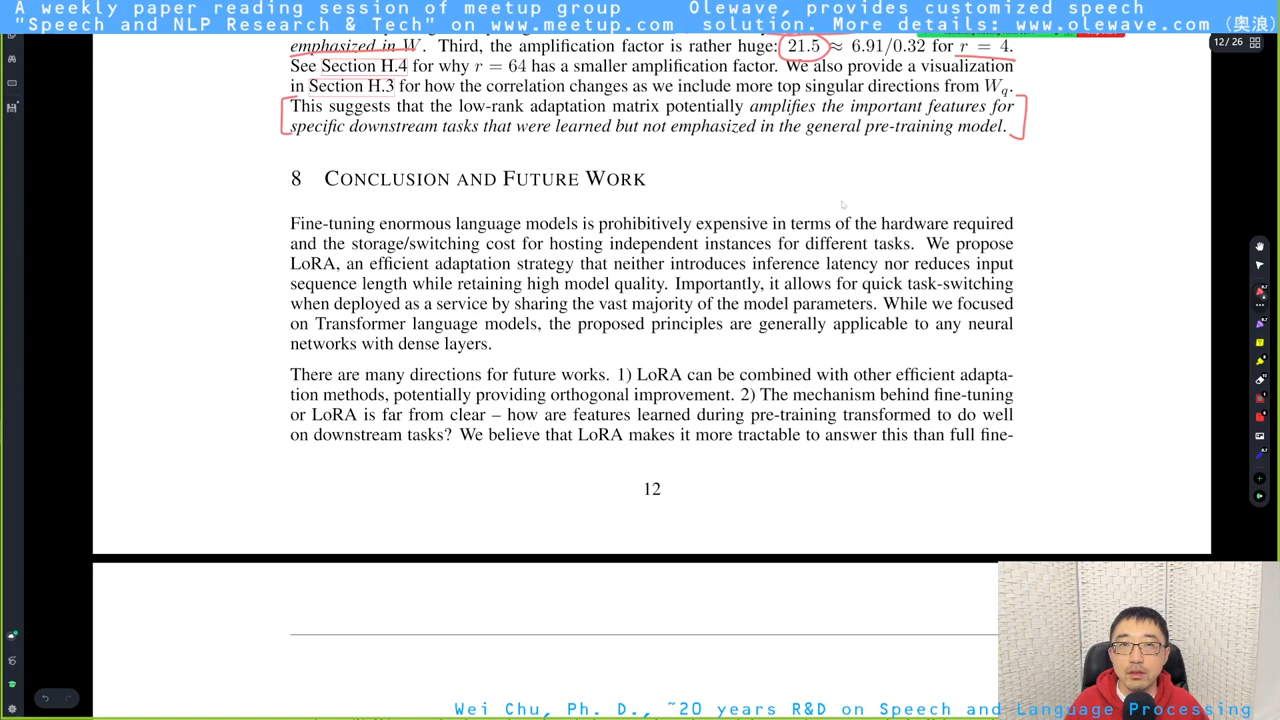 A weekly paper reading session of meetup group Olewave, provides customized speech
"Speech and NLP Research & Tech" on www.meetup.com solution. More details: www.olewave.com (奥浪)
12 / 26
emphasized in W. Third, the amplification factor is rather huge: 21.5 ≈ 6.91/0.32 for r = 4.
See Section H.4 for why r = 64 has a smaller amplification factor. We also provide a visualization
in Section H.3 for how the correlation changes as we include more top singular directions from Wq.
This suggests that the low-rank adaptation matrix potentially amplifies the important features for
specific downstream tasks that were learned but not emphasized in the general pre-training model.
8 CONCLUSION AND FUTURE WORK
Fine-tuning enormous language models is prohibitively expensive in terms of the hardware required
and the storage/switching cost for hosting independent instances for different tasks. We propose
LoRA, an efficient adaptation strategy that neither introduces inference latency nor reduces input
sequence length while retaining high model quality. Importantly, it allows for quick task-switching
when deployed as a service by sharing the vast majority of the model parameters. While we focused
on Transformer language models, the proposed principles are generally applicable to any neural
networks with dense layers.
There are many directions for future works. 1) LoRA can be combined with other efficient adapta-
tion methods, potentially providing orthogonal improvement. 2) The mechanism behind fine-tuning
or LoRA is far from clear – how are features learned during pre-training transformed to do well
on downstream tasks? We believe that LoRA makes it more tractable to answer this than full fine-
12
Wei Chu, Ph. D., ~20 years R&D on Speech and Language Processing